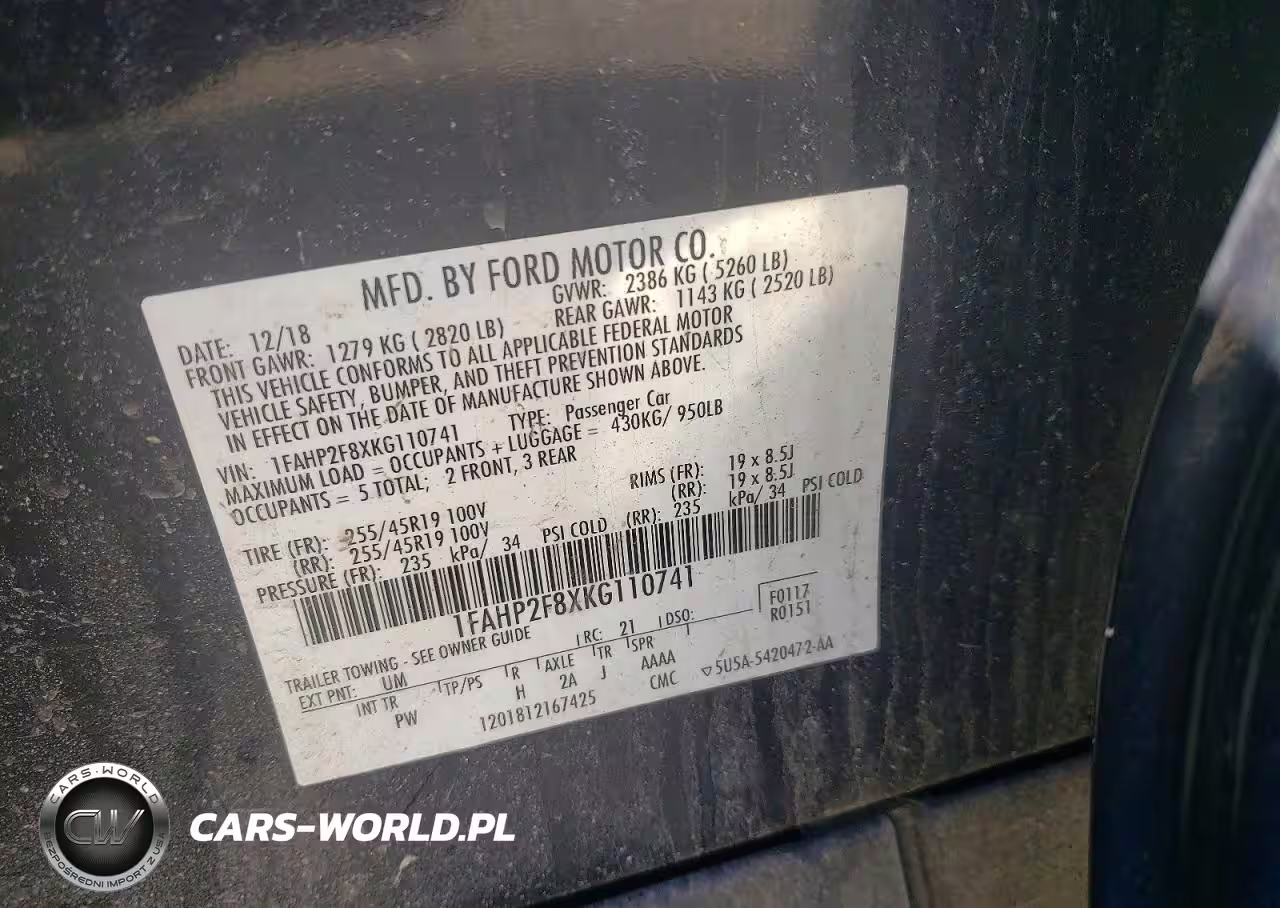 MFD. BY FORD MOTOR CO.
DATE: 12/18 GVWR: 2386 KG ( 5260 LB)
FRONT GAWR: 1279 KG ( 2820 LB) REAR GAWR: 1143 KG ( 2520 LB)
THIS VEHICLE CONFORMS TO ALL APPLICABLE FEDERAL MOTOR
VEHICLE SAFETY, BUMPER, AND THEFT PREVENTION STANDARDS
IN EFFECT ON THE DATE OF MANUFACTURE SHOWN ABOVE.
VIN: 1FAHP2F8XKG110741 TYPE: Passenger Car
MAXIMUM LOAD = OCCUPANTS + LUGGAGE = 430KG/ 950LB
OCCUPANTS = 5 TOTAL; 2 FRONT, 3 REAR
TIRE (FR): 255/45R19 100V RIMS (FR): 19 x 8.5J
(RR): 255/45R19 100V (RR): 19 x 8.5J
PRESSURE (FR): 235 kPa/ 34 PSI COLD (RR): 235 kPa/ 34 PSI COLD
1FAHP2F8XKG110741
TRAILER TOWING - SEE OWNER GUIDE
F0117
EXT PNT: UM RC: 21 DSO: R0151
INT TR TP/PS R AXLE TR SPR
PW H 2A J AAAA
1201812167425 CMC ▽5U5A-5420472-AA
CARS-WORLD
CW
BEZPOŚREDNI IMPORT Z USA
CARS-WORLD.PL